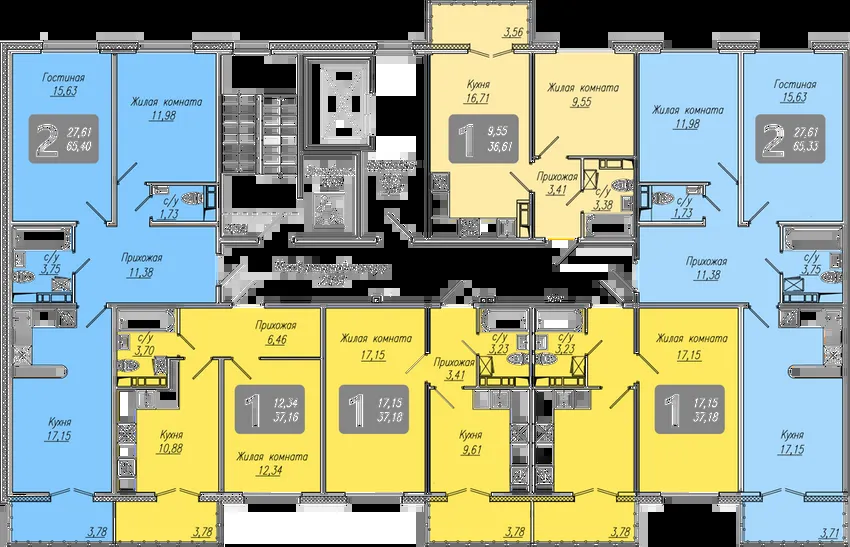 3,56
Гостиная
15,63
Жилая комната
11,98
2
27,61
65,40
Кухня
16,71
1
9,55
36,61
Жилая комната
9,55
Прихожая
3,41
3,38
Жилая комната
11,98
Гостиная
15,63
2
27,61
65,33
с/у
1,73
с/у
1,73
с/у
3,75
Прихожая
11,38
Прихожая
11,38
с/у
3,75
с/у
3,70
Прихожая
6,46
Жилая комната
17,15
Прихожая
3,41
с/у
3,23
с/у
3,23
Жилая комната
17,15
Кухня
17,15
Кухня
10,88
1
12,34
37,16
Жилая комната
12,34
1
17,15
37,18
Кухня
9,61
1
17,15
37,18
Кухня
17,15
3,78
3,78
3,78
3,78
3,71